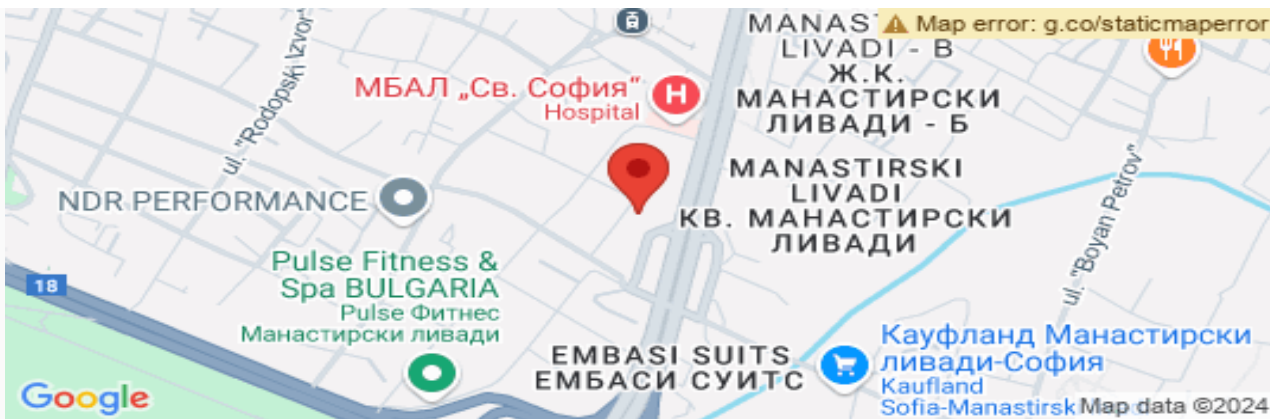 MANAST
LIVADI - B
Ж.К.
МАНАСТИРСКИ
ЛИВАДИ - Б
Map error: g.co/staticmaperror
ul. "Rodopski Izvor"
МБАЛ „Св. София“
Hospital
H
MANASTIRSKI
LIVADI
КВ. МАНАСТИРСКИ
ЛИВАДИ
NDR PERFORMANCE
ul. "Boyan Petrov"
Pulse Fitness &
Spa BULGARIA
Pulse Фитнес
Манастирски ливади
18
EMBASI SUITS
ЕМБАСИ СУИТС
Кауфланд Манастирски
ливади-София
Kaufland
Sofia-Manastirsk
Google
Map data ©2024